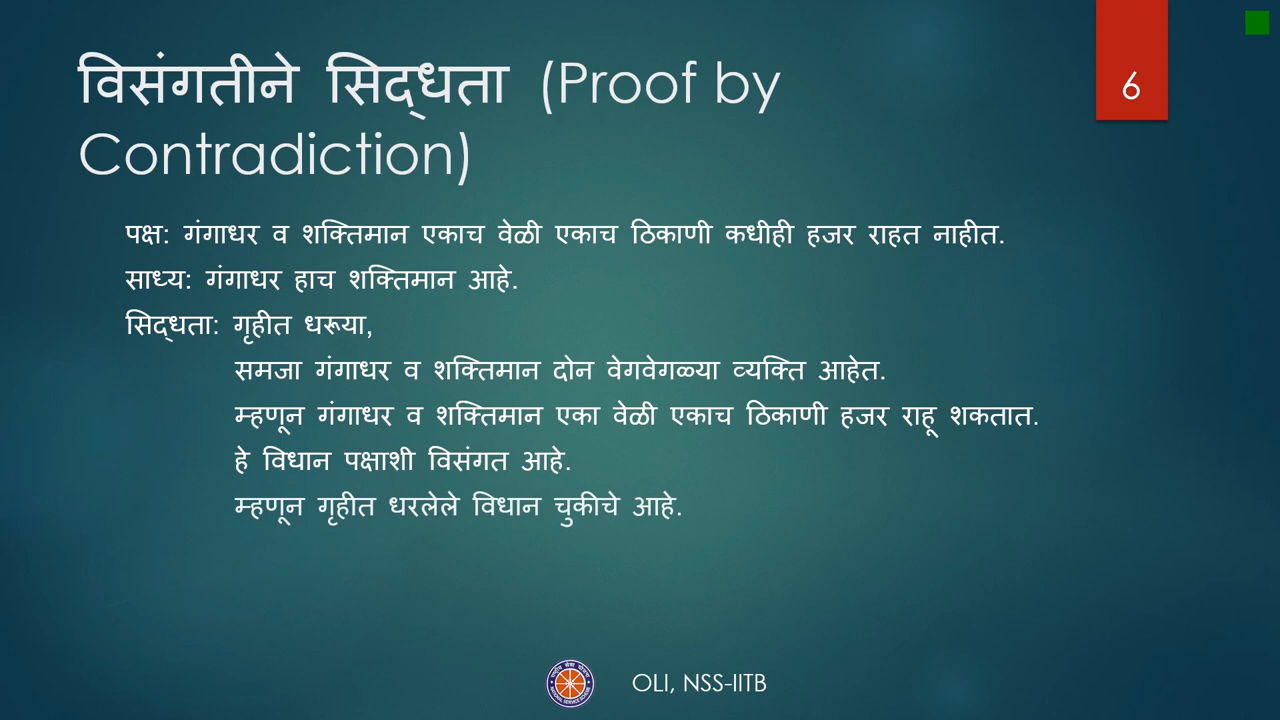 विसंगतीने सिद्धता (Proof by
Contradiction)
6
पक्ष: गंगाधर व शक्तिमान एकाच वेळी एकाच ठिकाणी कधीही हजर राहत नाहीत.
साध्य: गंगाधर हाच शक्तिमान आहे.
सिद्धता: गृहीत धरूया,
समजा गंगाधर व शक्तिमान दोन वेगवेगळ्या व्यक्ति आहेत.
म्हणून गंगाधर व शक्तिमान एका वेळी एकाच ठिकाणी हजर राहू शकतात.
हे विधान पक्षाशी विसंगत आहे.
म्हणून गृहीत धरलेले विधान चुकीचे आहे.
OLI, NSS-IITB